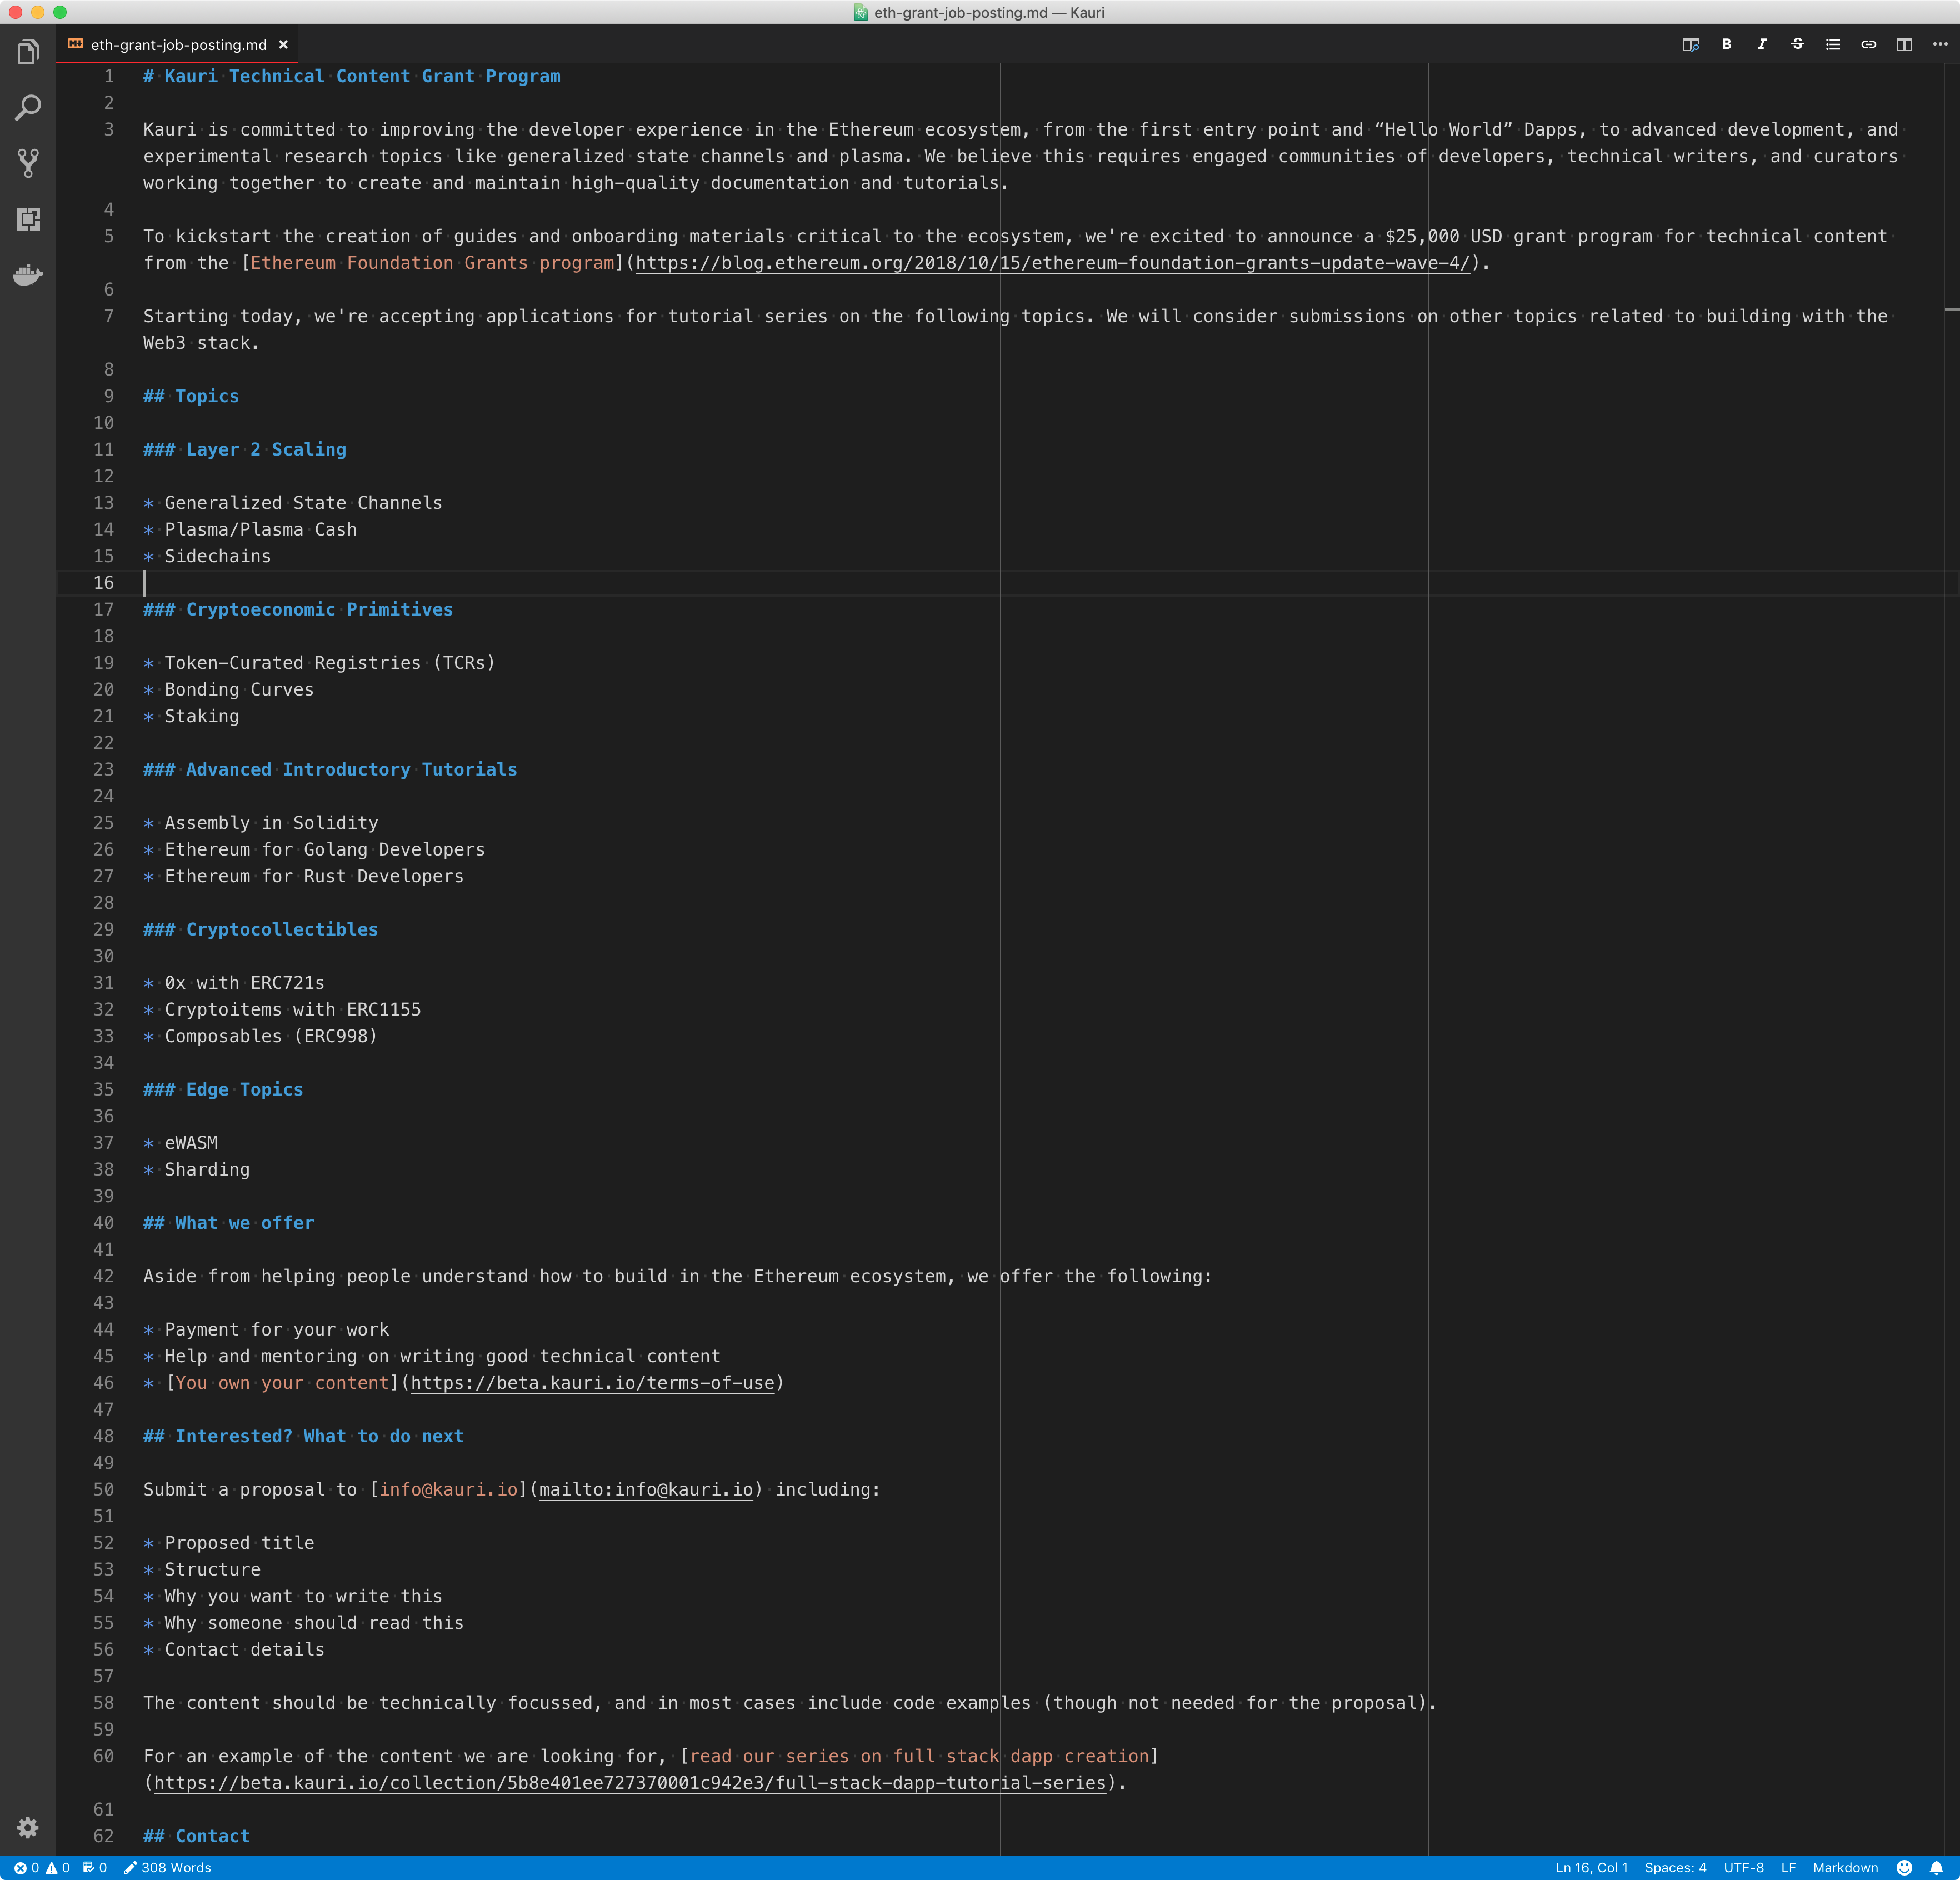 eth-grant-job-posting.md — Kauri
eth-grant-job-posting.md ×
1 # Kauri Technical Content Grant Program
2
3 Kauri is committed to improving the developer experience in the Ethereum ecosystem, from the first entry point and “Hello World” Dapps, to advanced development, and
experimental research topics like generalized state channels and plasma. We believe this requires engaged communities of developers, technical writers, and curators
working together to create and maintain high-quality documentation and tutorials.
4
5 To kickstart the creation of guides and onboarding materials critical to the ecosystem, we're excited to announce a $25,000 USD grant program for technical content
from the [Ethereum Foundation Grants program](https://blog.ethereum.org/2018/10/15/ethereum-foundation-grants-update-wave-4/).
6
7 Starting today, we're accepting applications for tutorial series on the following topics. We will consider submissions on other topics related to building with the
Web3 stack.
8
9 ## Topics
10
11 ### Layer 2 Scaling
12
13 * Generalized State Channels
14 * Plasma/Plasma Cash
15 * Sidechains
16
17 ### Cryptoeconomic Primitives
18
19 * Token-Curated Registries (TCRs)
20 * Bonding Curves
21 * Staking
22
23 ### Advanced Introductory Tutorials
24
25 * Assembly in Solidity
26 * Ethereum for Golang Developers
27 * Ethereum for Rust Developers
28
29 ### Cryptocollectibles
30
31 * 0x with ERC721s
32 * Cryptoitems with ERC1155
33 * Composables (ERC998)
34
35 ### Edge Topics
36
37 * eWASM
38 * Sharding
39
40 ## What we offer
41
42 Aside from helping people understand how to build in the Ethereum ecosystem, we offer the following:
43
44 * Payment for your work
45 * Help and mentoring on writing good technical content
46 * [You own your content](https://beta.kauri.io/terms-of-use)
47
48 ## Interested? What to do next
49
50 Submit a proposal to [info@kauri.io](mailto:info@kauri.io) including:
51
52 * Proposed title
53 * Structure
54 * Why you want to write this
55 * Why someone should read this
56 * Contact details
57
58 The content should be technically focussed, and in most cases include code examples (though not needed for the proposal).
59
60 For an example of the content we are looking for, [read our series on full stack dapp creation]
(https://beta.kauri.io/collection/5b8e401ee727370001c942e3/full-stack-dapp-tutorial-series).
61
62 ## Contact
0 0 0 308 Words Ln 16, Col 1 Spaces: 4 UTF-8 LF Markdown